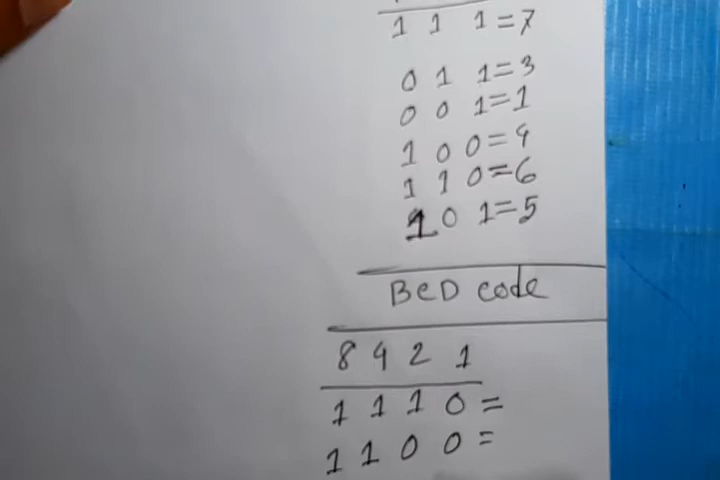 1 1 1 = 7
0 1 1 = 3
0 0 1 = 1
1 0 0 = 4
1 1 0 = 6
1 0 1 = 5
BCD code
8 4 2 1
1 1 1 0 =
1 1 0 0 =